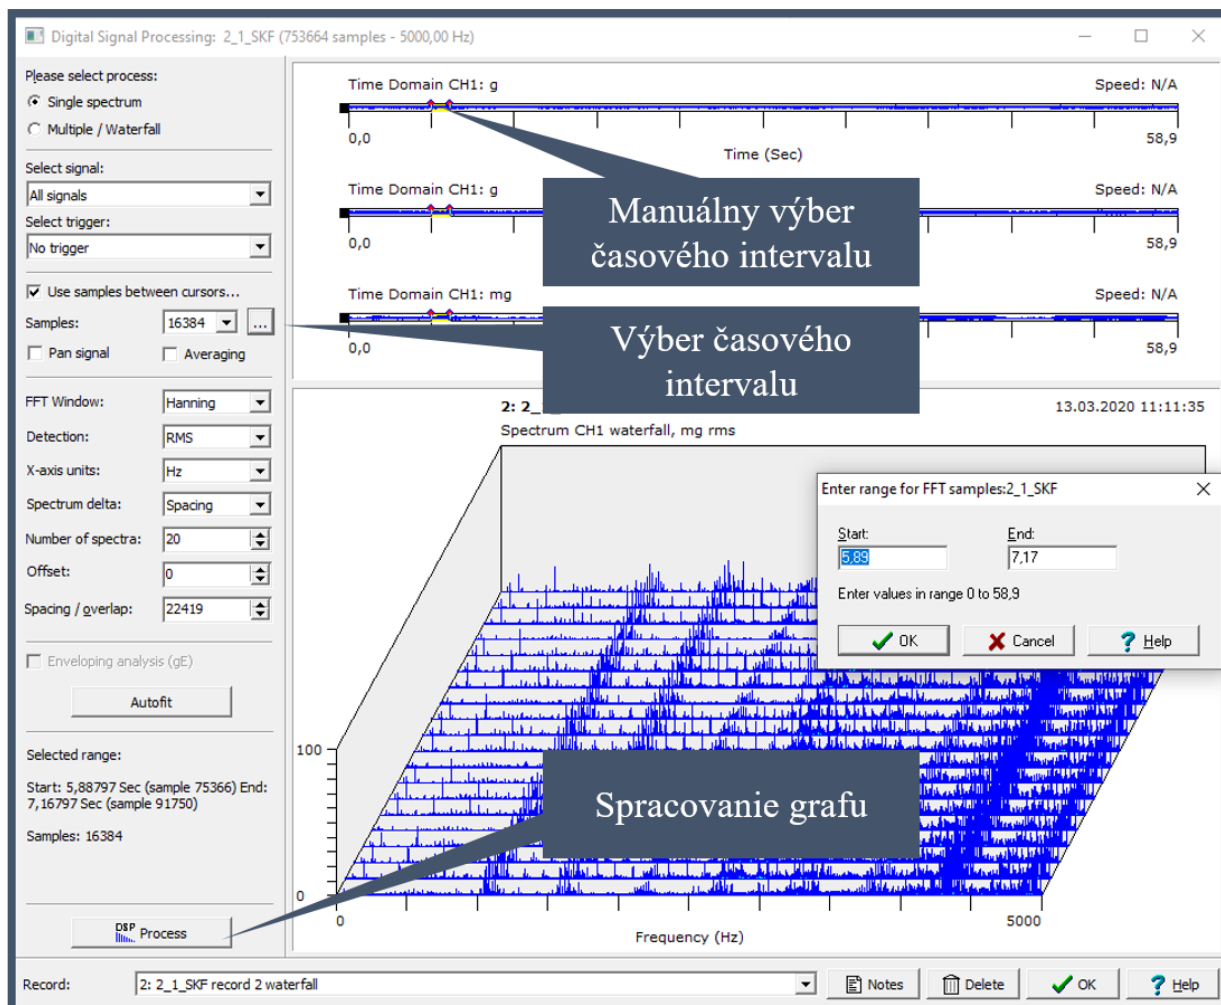 Digital Signal Processing: 2_1_SKF (753664 samples - 5000,00 Hz)
Please select process:
Single spectrum
Multiple / Waterfall
Select signal:
All signals
Select trigger:
No trigger
Use samples between cursors...
Samples: 16384 ...
Pan signal Averaging
FFT Window: Hanning
Detection: RMS
X-axis units: Hz
Spectrum delta: Spacing
Number of spectra: 20
Offset: 0
Spacing / overlap: 22419
Enveloping analysis (gE)
Autofit
Selected range:
Start: 5,88797 Sec (sample 75366) End:
7,16797 Sec (sample 91750)
Samples: 16384
DSP Process
Time Domain CH1: g Speed: N/A
0,0 58,9
Time (Sec)
Time Domain CH1: g Speed: N/A
0,0 58,9
Time Domain CH1: mg Speed: N/A
0,0 58,9
Manuálny výber
časového intervalu
Výber časového
intervalu
2: 2_1_ 13.03.2020 11:11:35
Spectrum CH1 waterfall, mg rms
Enter range for FFT samples:2_1_SKF
Start: End:
5,89 7,17
Enter values in range 0 to 58,9
OK Cancel Help
Spracovanie grafu
100
0
0 5000
Frequency (Hz)
Record: 2: 2_1_SKF record 2 waterfall Notes Delete OK Help